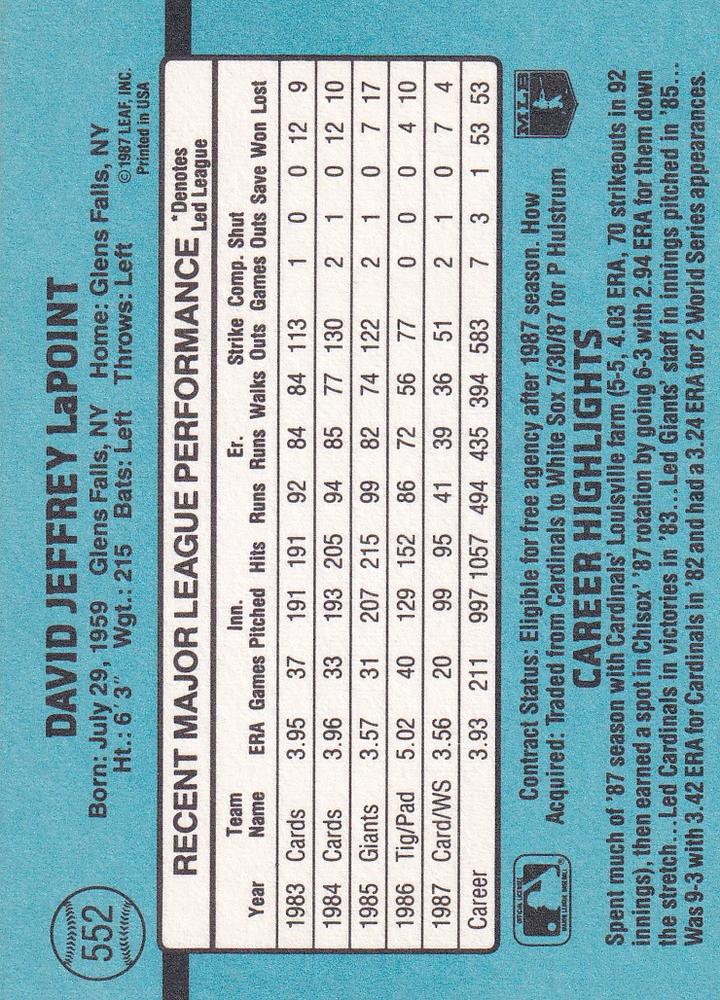 552
DAVID JEFFREY LaPOINT
Born: July 29, 1959 Glens Falls, NY Home: Glens Falls, NY
Ht.: 6'3" Wgt.: 215 Bats: Left Throws: Left
© 1987 LEAF, INC.
Printed in USA
RECENT MAJOR LEAGUE PERFORMANCE *Denotes Led League
Year Team Name ERA Games Inn. Pitched Hits Runs Er. Runs Walks Strike Outs Comp. Games Shut Outs Save Won Lost
1983 Cards 3.95 37 191 191 92 84 84 113 1 0 0 12 9
1984 Cards 3.96 33 193 205 94 85 77 130 2 1 0 12 10
1985 Giants 3.57 31 207 215 99 82 74 122 2 1 0 7 17
1986 Tig/Pad 5.02 40 129 152 86 72 56 77 0 0 0 4 10
1987 Card/WS 3.56 20 99 95 41 39 36 51 2 1 0 7 4
Career 3.93 211 997 1057 494 435 394 583 7 3 1 53 53
OFFICIAL LICENSEE
MAJOR LEAGUE BASEBALL
Contract Status: Eligible for free agency after 1987 season. How
Acquired: Traded from Cardinals to White Sox 7/30/87 for P Hulstrum
MLB
CAREER HIGHLIGHTS
Spent much of '87 season with Cardinals' Louisville farm (5-5, 4.03 ERA, 70 strikeouts in 92
innings), then earned a spot in Chisox' '87 rotation by going 6-3 with 2.94 ERA for them down
the stretch...Led Cardinals in victories in '83...Led Giants' staff in innings pitched in '85...
Was 9-3 with 3.42 ERA for Cardinals in '82 and had a 3.24 ERA for 2 World Series appearances.